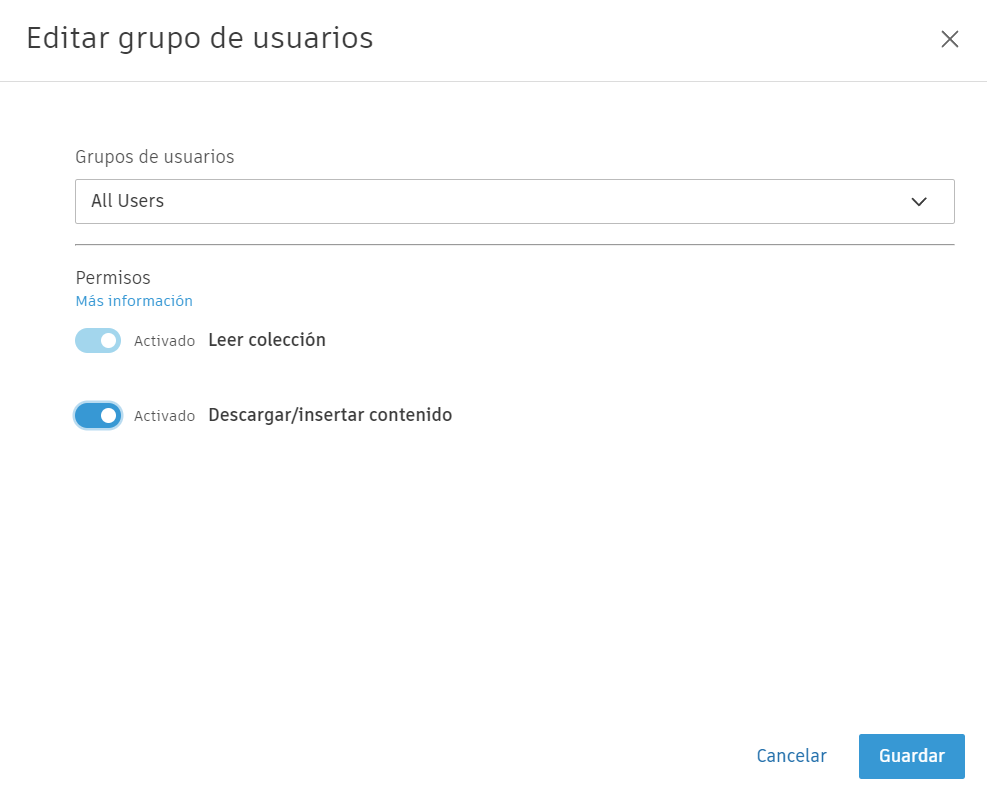 Editar grupo de usuarios
Grupos de usuarios
All Users
Permisos
Más información
Activado Leer colección
Activado Descargar/insertar contenido
Cancelar Guardar